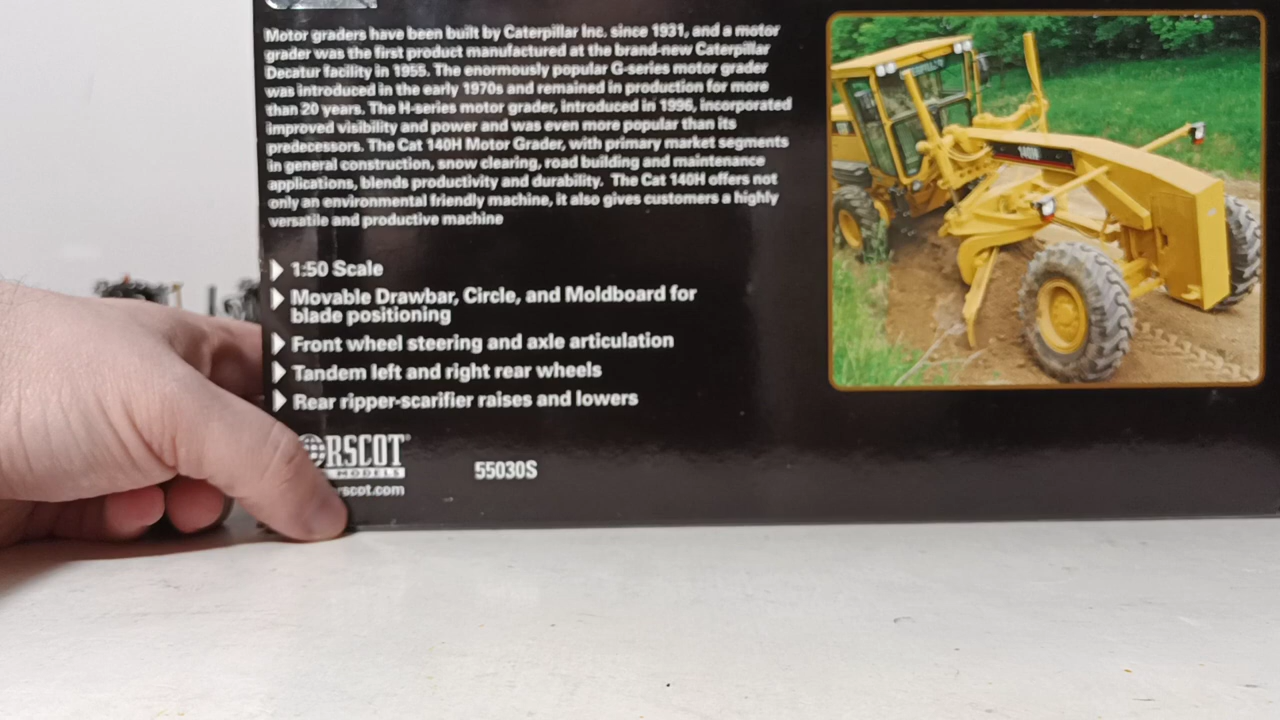 Motor graders have been built by Caterpillar Inc. since 1931, and a motor
grader was the first product manufactured at the brand-new Caterpillar
Decatur facility in 1955. The enormously popular G-series motor grader
was introduced in the early 1970s and remained in production for more
than 20 years. The H-series motor grader, introduced in 1996, incorporated
improved visibility and power and was even more popular than its
predecessors. The Cat 140H Motor Grader, with primary market segments
in general construction, snow clearing, road building and maintenance
applications, blends productivity and durability. The Cat 140H offers not
only an environmental friendly machine, it also gives customers a highly
versatile and productive machine
1:50 Scale
Movable Drawbar, Circle, and Moldboard for
blade positioning
Front wheel steering and axle articulation
Tandem left and right rear wheels
Rear ripper-scarifier raises and lowers
RSCOT
MODELS
rscot.com
55030S
140H